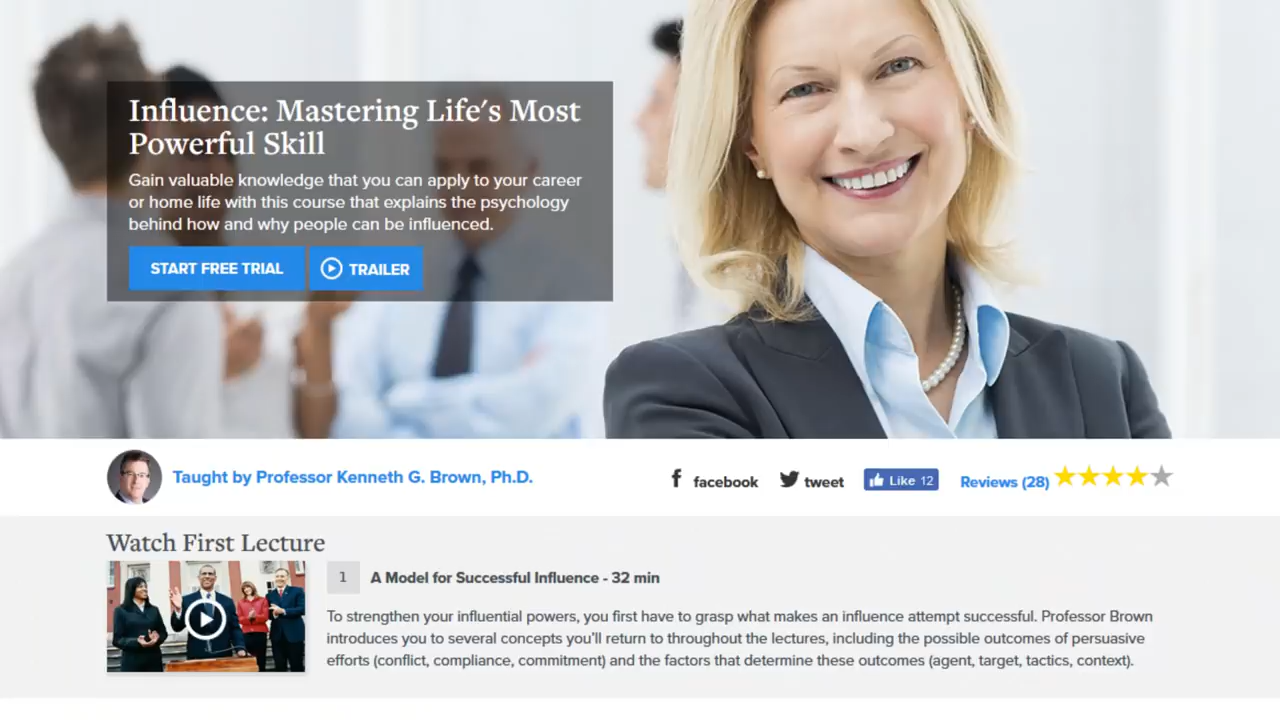 Influence: Mastering Life's Most
Powerful Skill
Gain valuable knowledge that you can apply to your career
or home life with this course that explains the psychology
behind how and why people can be influenced.
START FREE TRIAL
TRAILER
Taught by Professor Kenneth G. Brown, Ph.D.
facebook
tweet
Like 12
Reviews (28)
Watch First Lecture
1
A Model for Successful Influence - 32 min
To strengthen your influential powers, you first have to grasp what makes an influence attempt successful. Professor Brown
introduces you to several concepts you'll return to throughout the lectures, including the possible outcomes of persuasive
efforts (conflict, compliance, commitment) and the factors that determine these outcomes (agent, target, tactics, context).